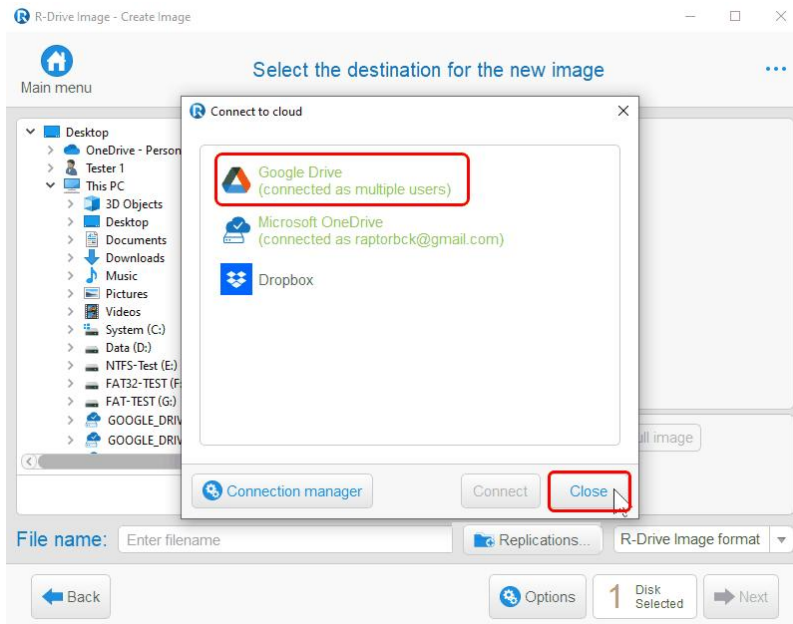 R-Drive Image - Create Image
Main menu
Select the destination for the new image
Connect to cloud
Desktop
OneDrive - Person
Tester 1
This PC
3D Objects
Desktop
Documents
Downloads
Music
Pictures
Videos
System (C:)
Data (D:)
NTFS-Test (E:)
FAT32-TEST (F:
FAT-TEST (G:)
GOOGLE_DRIV
GOOGLE_DRIV
Google Drive
(connected as multiple users)
Microsoft OneDrive
(connected as raptorbck@gmail.com)
Dropbox
ull image
Connection manager
Connect
Close
File name:
Enter filename
Replications...
R-Drive Image format
Back
Options
1 Disk
Selected
Next